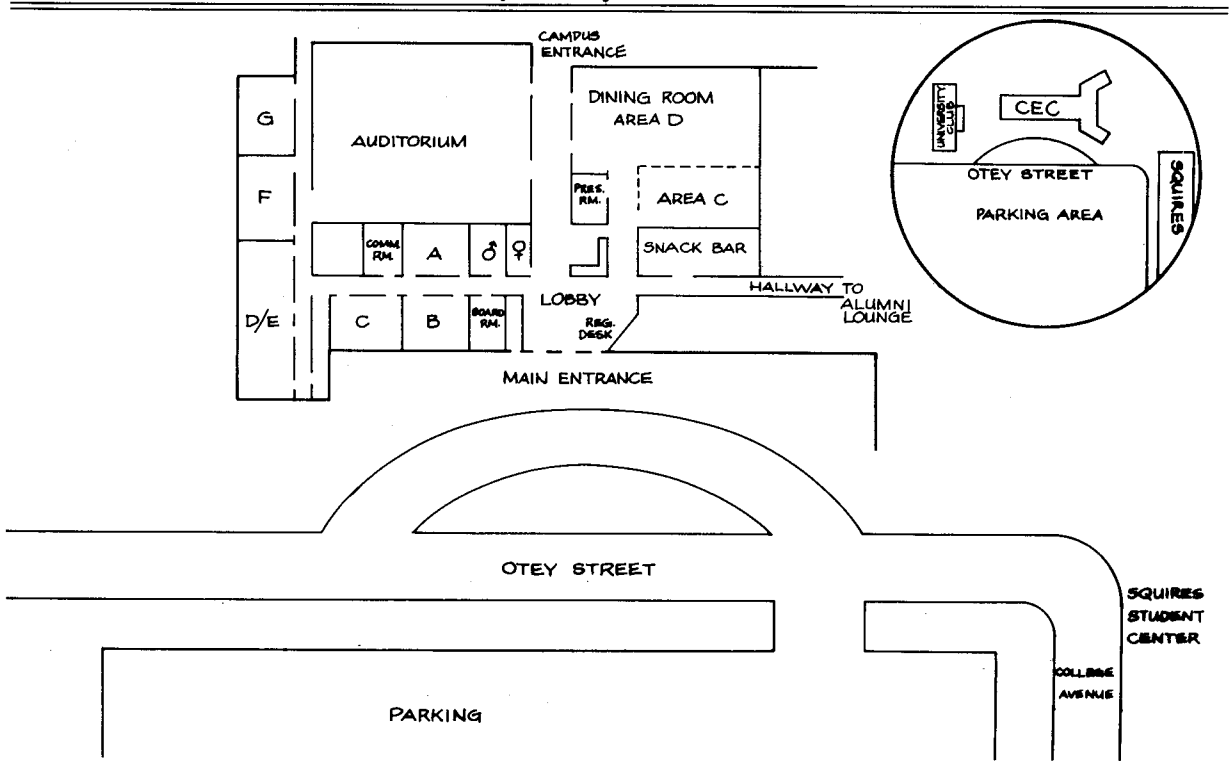 CAMPUS
ENTRANCE
G
AUDITORIUM
DINING ROOM
AREA D
F
PRES.
RM.
AREA C
COMM.
RM.
A
♂
♀
SNACK BAR
HALLWAY TO
ALUMNI
LOUNGE
LOBBY
D/E
C
B
BOARD
RM.
REG.
DESK
MAIN ENTRANCE
UNIVERSITY
CLUB
CEC
OTEY STREET
SQUIRES
PARKING AREA
OTEY STREET
SQUIRES
STUDENT
CENTER
COLLEGE
AVENUE
PARKING